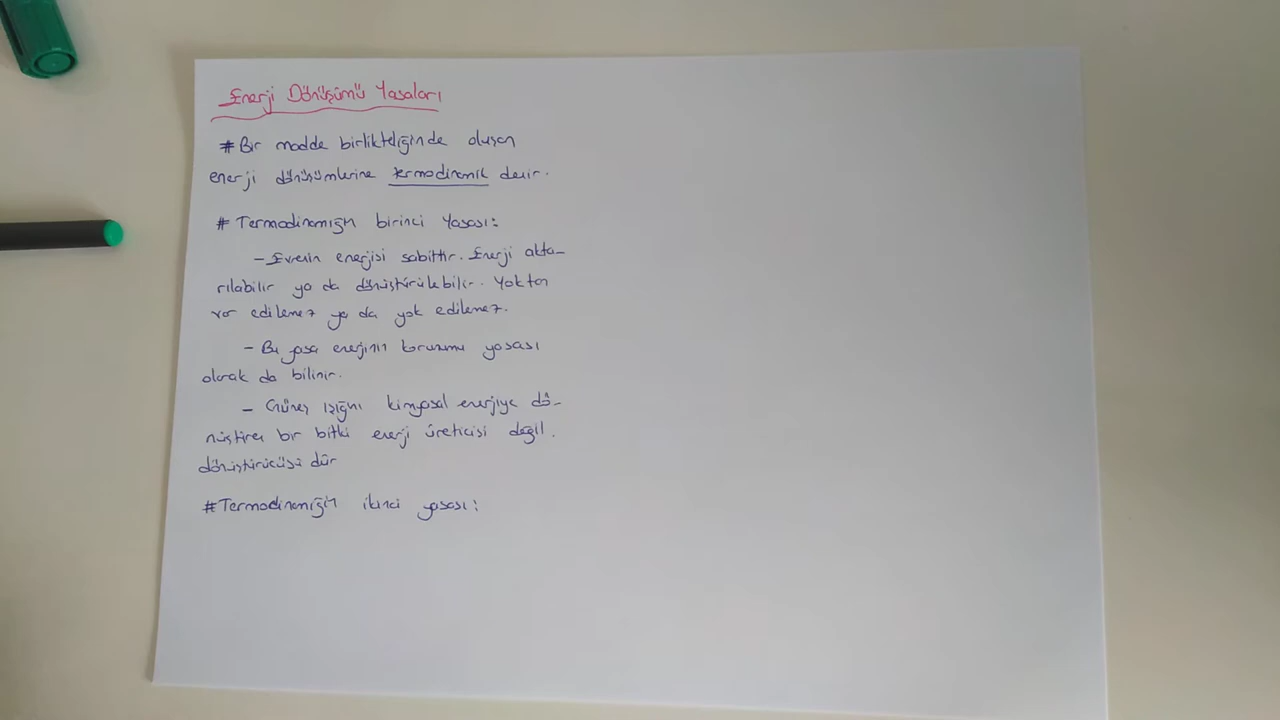 Enerji Dönüşümü Yasaları
# Bir madde birlikteliğinde oluşan
enerji dönüşümlerine termodinamik denir.
# Termodinamiğin birinci Yasası:
- Evrenin enerjisi sabittir. Enerji akta-
rılabilir ya da dönüştürülebilir. Yoktan
var edilemez ya da yok edilemez.
- Bu yasa enerjinin korunumu yasası
olarak da bilinir.
- Güneş ışığını kimyasal enerjiye dö-
nüştüren bir bitki enerji üreticisi değil.
dönüştürücüsü dür
# Termodinamiğin ikinci yasası: